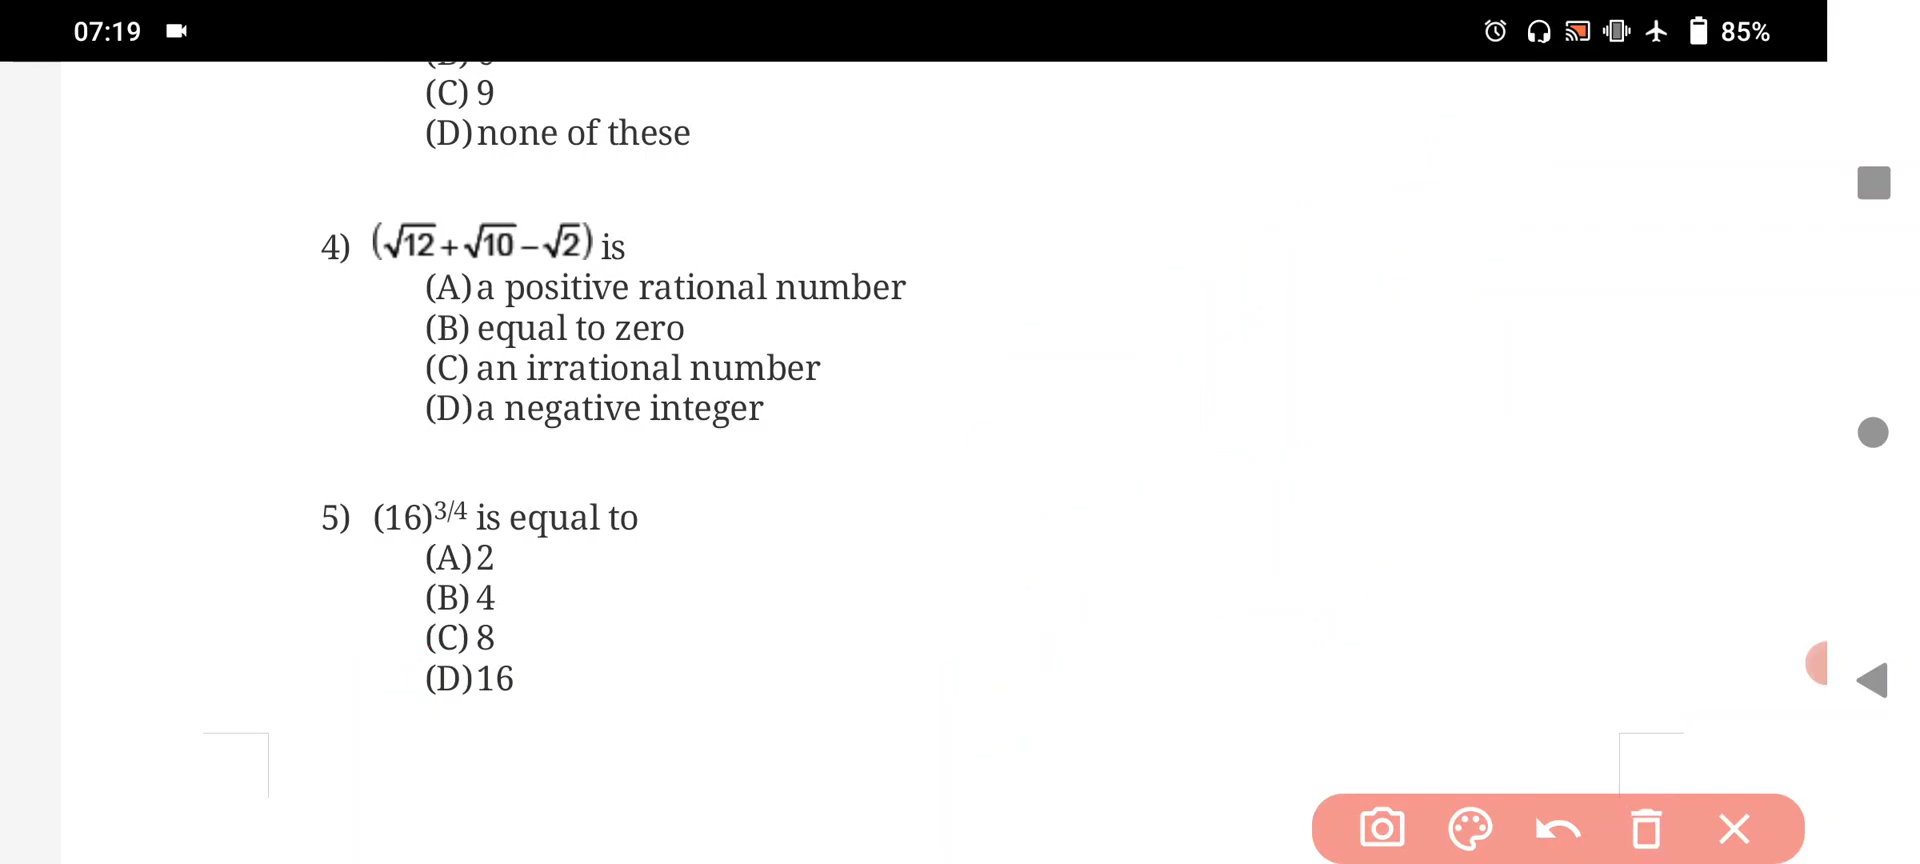 07:19 85%
(C) 9
(D) none of these
4) (√12+√10−√2) is
(A) a positive rational number
(B) equal to zero
(C) an irrational number
(D) a negative integer
5) (16)^3/4 is equal to
(A) 2
(B) 4
(C) 8
(D) 16